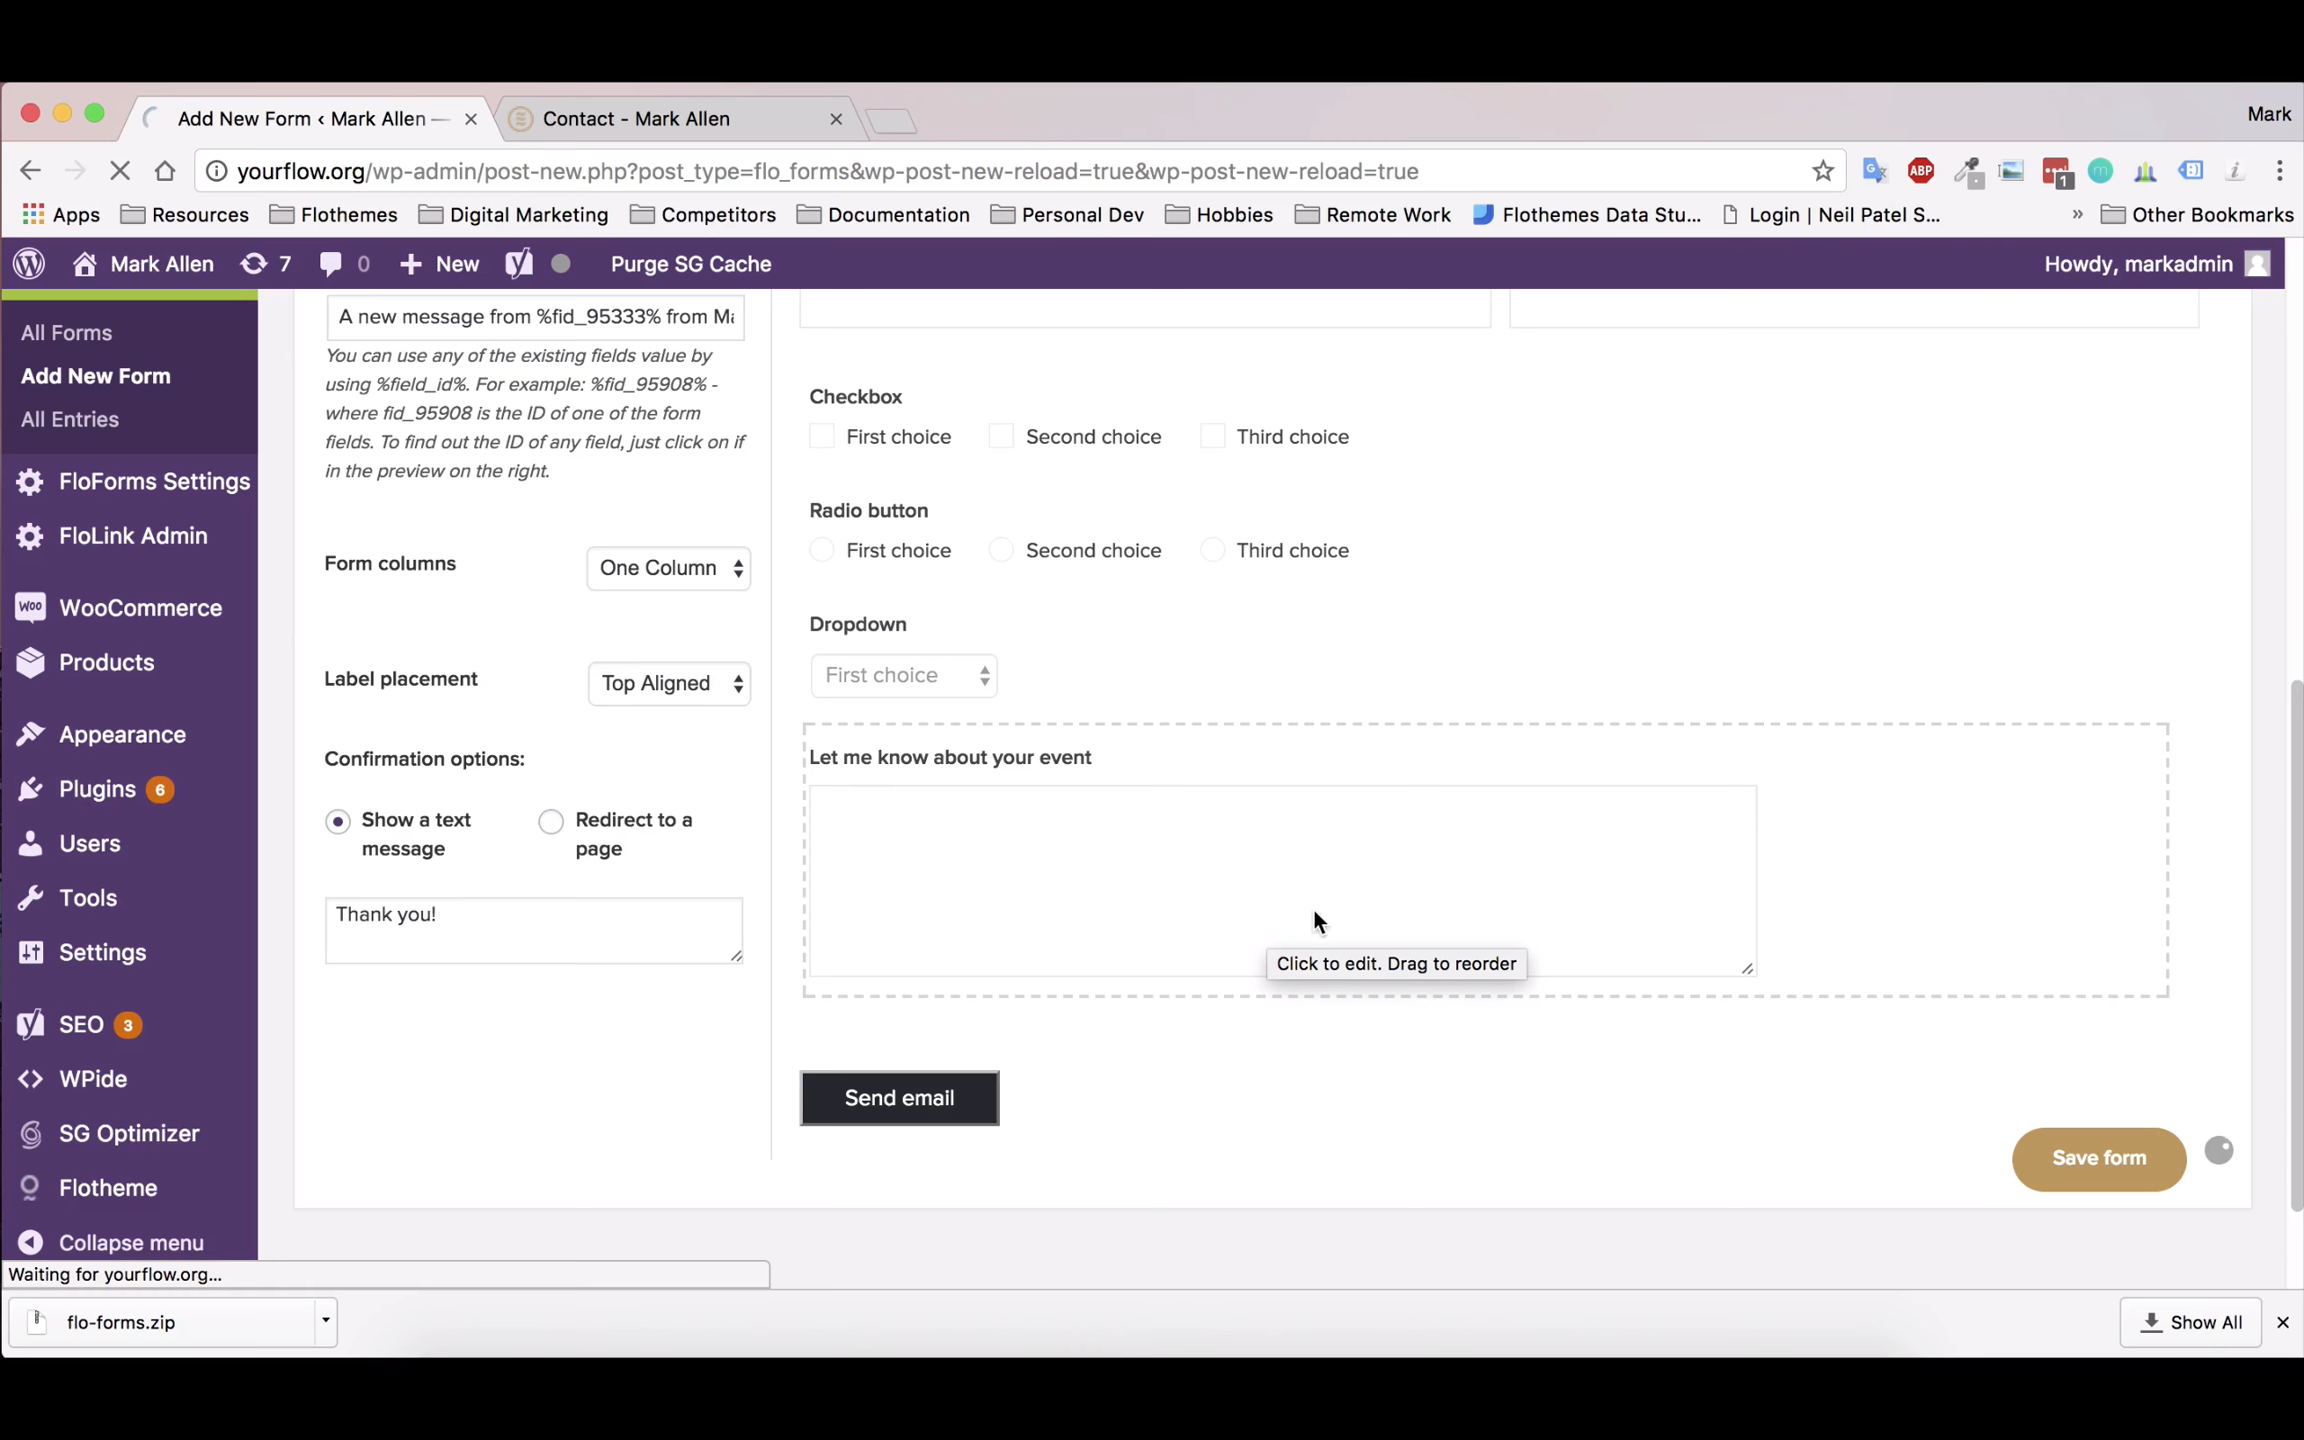 Add New Form ‹ Mark Allen —
Contact - Mark Allen
Mark
yourflow.org/wp-admin/post-new.php?post_type=flo_forms&wp-post-new-reload=true&wp-post-new-reload=true
ABP
1
m
Apps
Resources
Flothemes
Digital Marketing
Competitors
Documentation
Personal Dev
Hobbies
Remote Work
Flothemes Data Stu...
Login | Neil Patel S...
»
Other Bookmarks
Mark Allen
7
0
New
Purge SG Cache
Howdy, markadmin
All Forms
Add New Form
All Entries
FloForms Settings
FloLink Admin
WooCommerce
Products
Appearance
Plugins 6
Users
Tools
Settings
SEO 3
WPide
SG Optimizer
Flotheme
Collapse menu
A new message from %fid_95333% from Ma
You can use any of the existing fields value by
using %field_id%. For example: %fid_95908% -
where fid_95908 is the ID of one of the form
fields. To find out the ID of any field, just click on if
in the preview on the right.
Form columns
One Column
Label placement
Top Aligned
Confirmation options:
Show a text
message
Redirect to a
page
Thank you!
Checkbox
First choice
Second choice
Third choice
Radio button
First choice
Second choice
Third choice
Dropdown
First choice
Let me know about your event
Click to edit. Drag to reorder
Send email
Save form
Waiting for yourflow.org...
flo-forms.zip
Show All